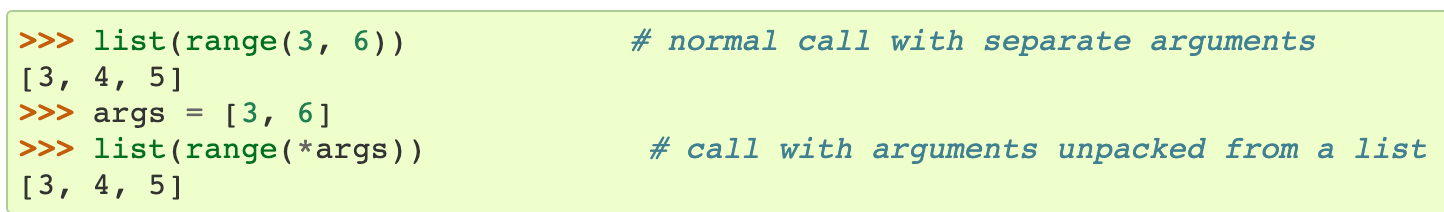 >>> list(range(3, 6))            # normal call with separate arguments
[3, 4, 5]
>>> args = [3, 6]
>>> list(range(*args))            # call with arguments unpacked from a list
[3, 4, 5]